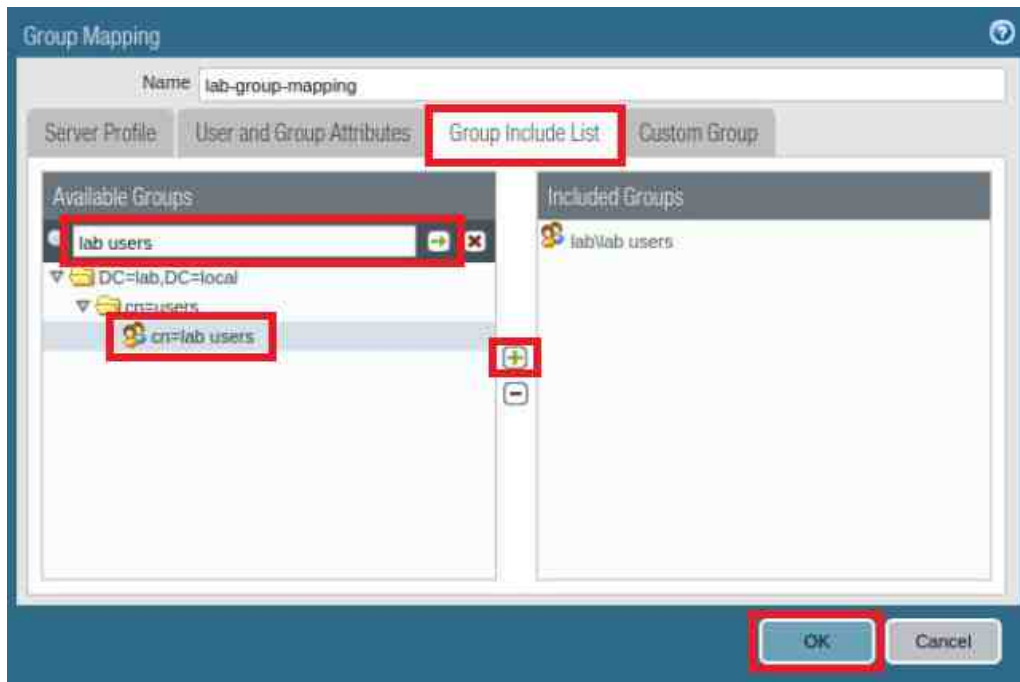 Group Mapping
Name lab-group-mapping
Server Profile User and Group Attributes Group Include List Custom Group
Available Groups Included Groups
lab users lab\lab users
DC=lab,DC=local
cn=users
cn=lab users
OK Cancel